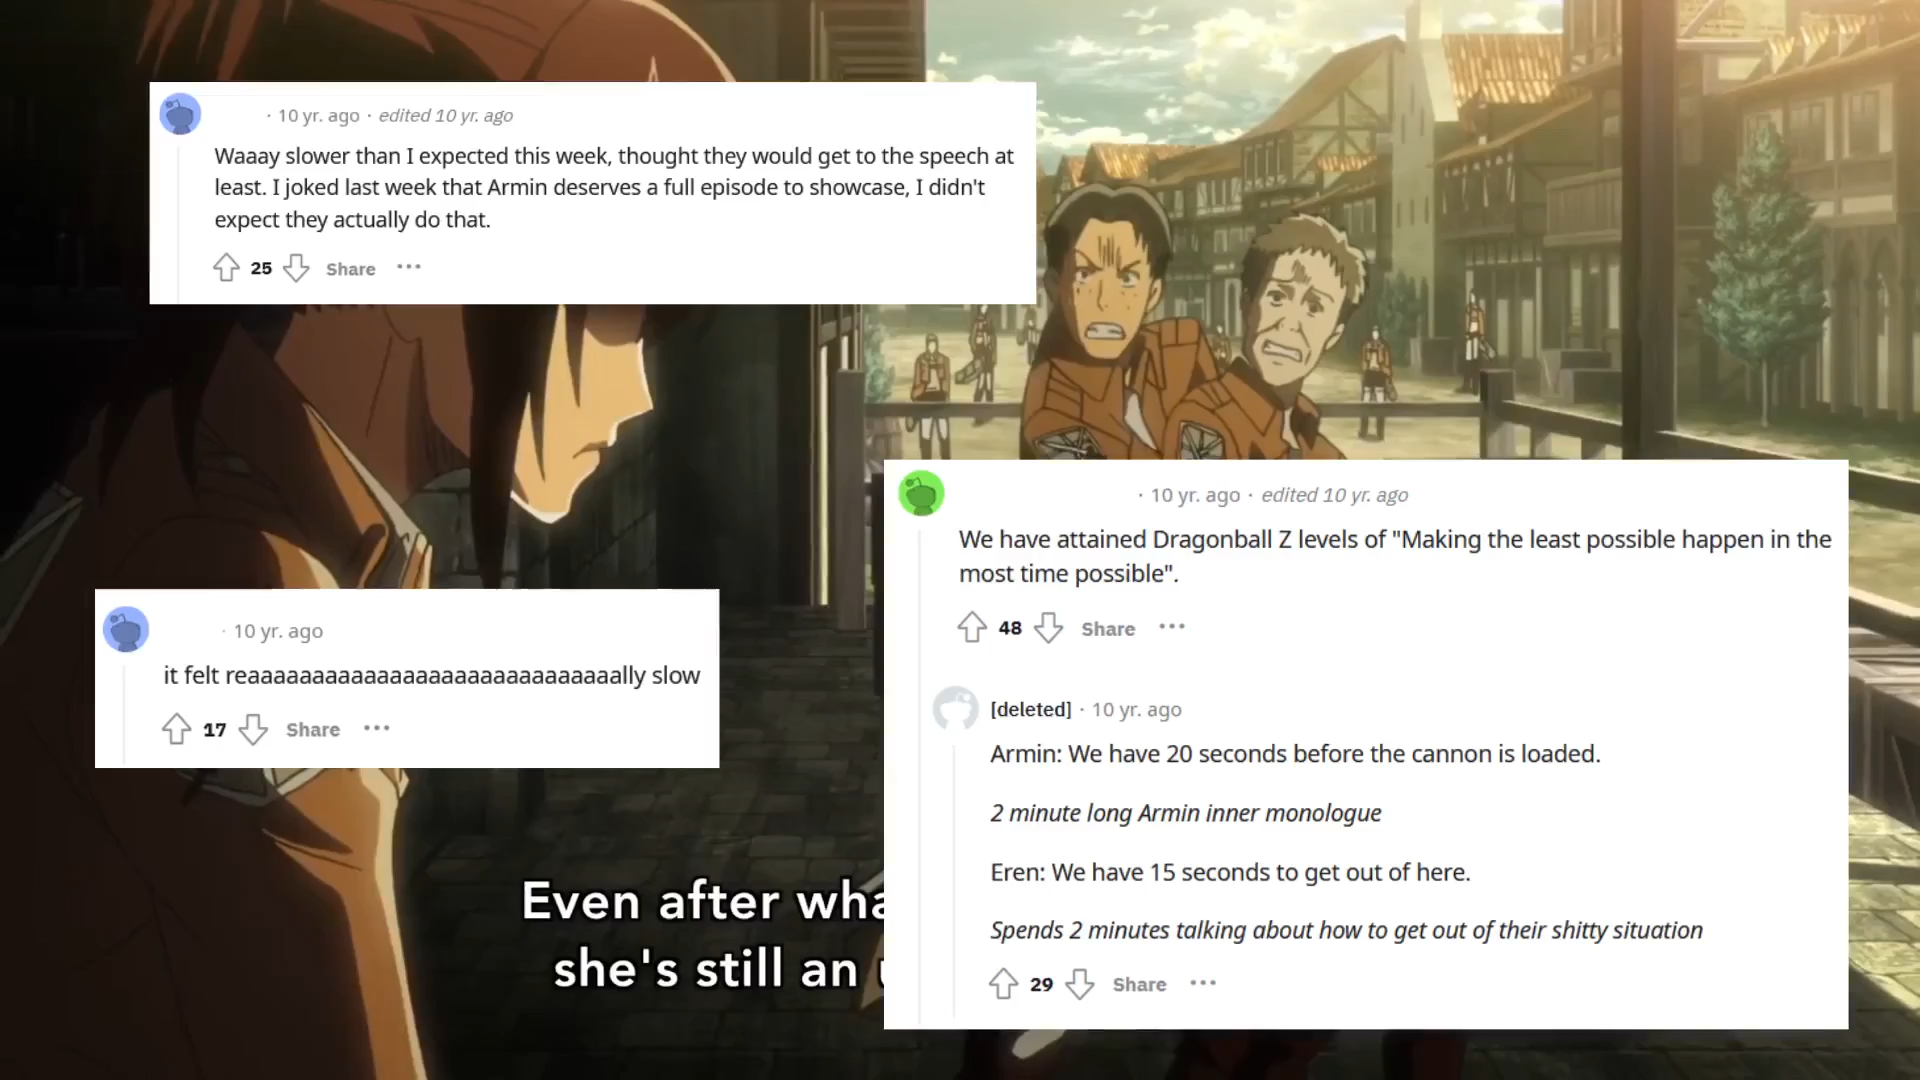 · 10 yr. ago · edited 10 yr. ago
Waaay slower than I expected this week, thought they would get to the speech at
least. I joked last week that Armin deserves a full episode to showcase, I didn't
expect they actually do that.
25 Share ...
· 10 yr. ago
it felt reaaaaaaaaaaaaaaaaaaaaaaaaaaaaaally slow
17 Share ...
· 10 yr. ago · edited 10 yr. ago
We have attained Dragonball Z levels of "Making the least possible happen in the
most time possible".
48 Share ...
[deleted] · 10 yr. ago
Armin: We have 20 seconds before the cannon is loaded.
2 minute long Armin inner monologue
Eren: We have 15 seconds to get out of here.
Spends 2 minutes talking about how to get out of their shitty situation
29 Share ...
Even after wha
she's still an